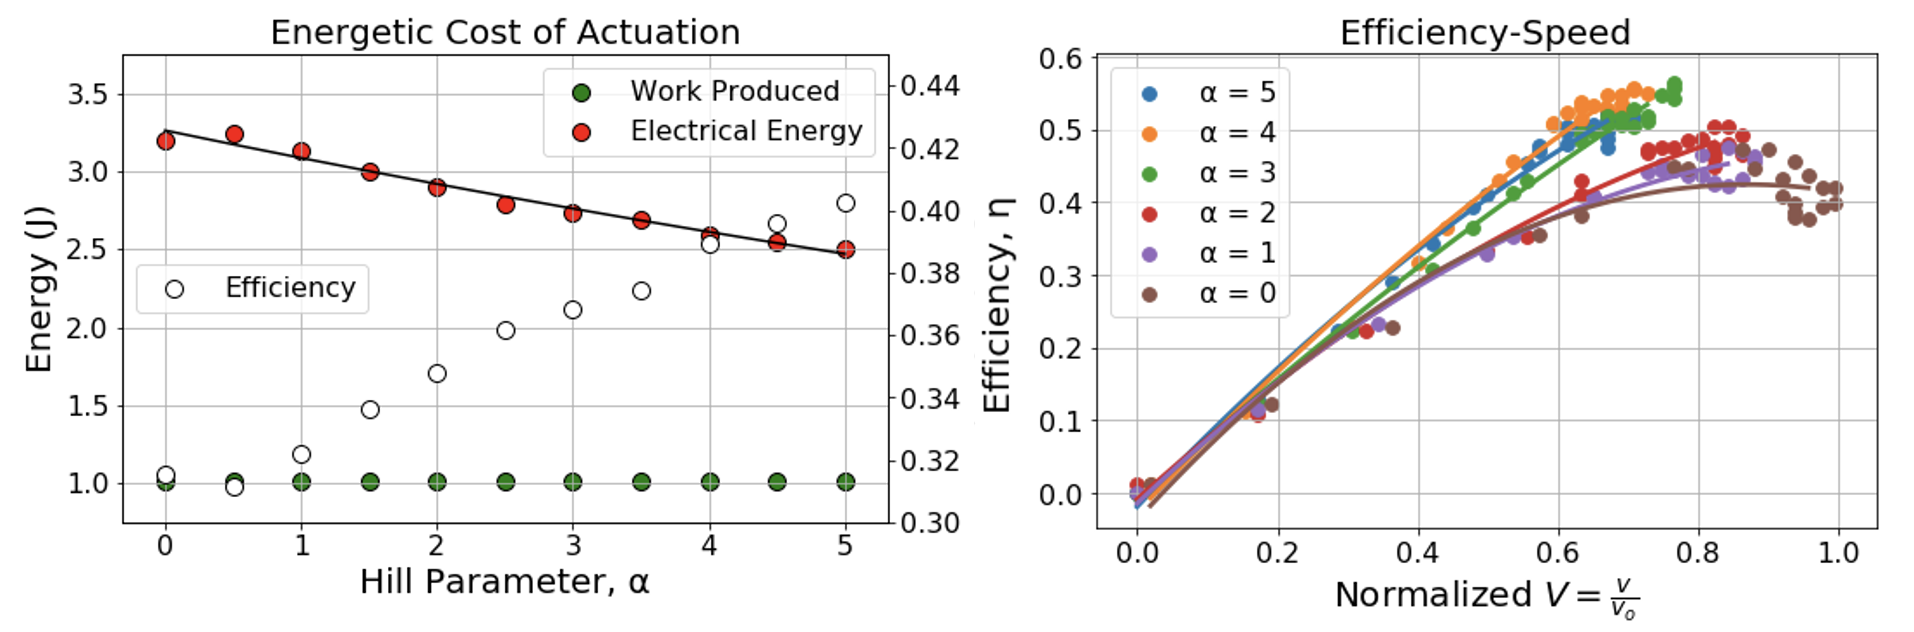 Energetic Cost of Actuation
3.5
3.0
2.5
2.0
1.5
1.0
Energy (J)
Work Produced
Electrical Energy
Efficiency
0.44
0.42
0.40
0.38
0.36
0.34
0.32
0.30
0 1 2 3 4 5
Hill Parameter, α
Efficiency-Speed
0.6
0.5
0.4
0.3
0.2
0.1
0.0
Efficiency, η
α = 5
α = 4
α = 3
α = 2
α = 1
α = 0
0.0 0.2 0.4 0.6 0.8 1.0
Normalized V = v/v_o